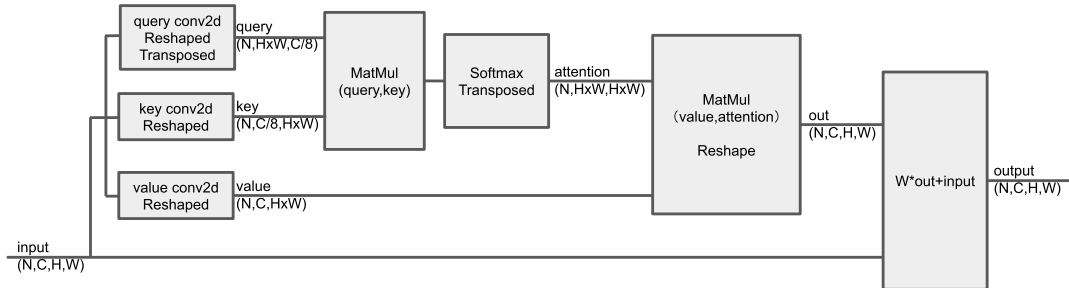 query conv2d
Reshaped
Transposed
query
(N,HxW,C/8)
key conv2d
Reshaped
key
(N,C/8,HxW)
value conv2d
Reshaped
value
(N,C,HxW)
input
(N,C,H,W)
MatMul
(query,key)
Softmax
Transposed
attention
(N,HxW,HxW)
MatMul
（value,attention）
Reshape
out
(N,C,H,W)
W*out+input
output
(N,C,H,W)